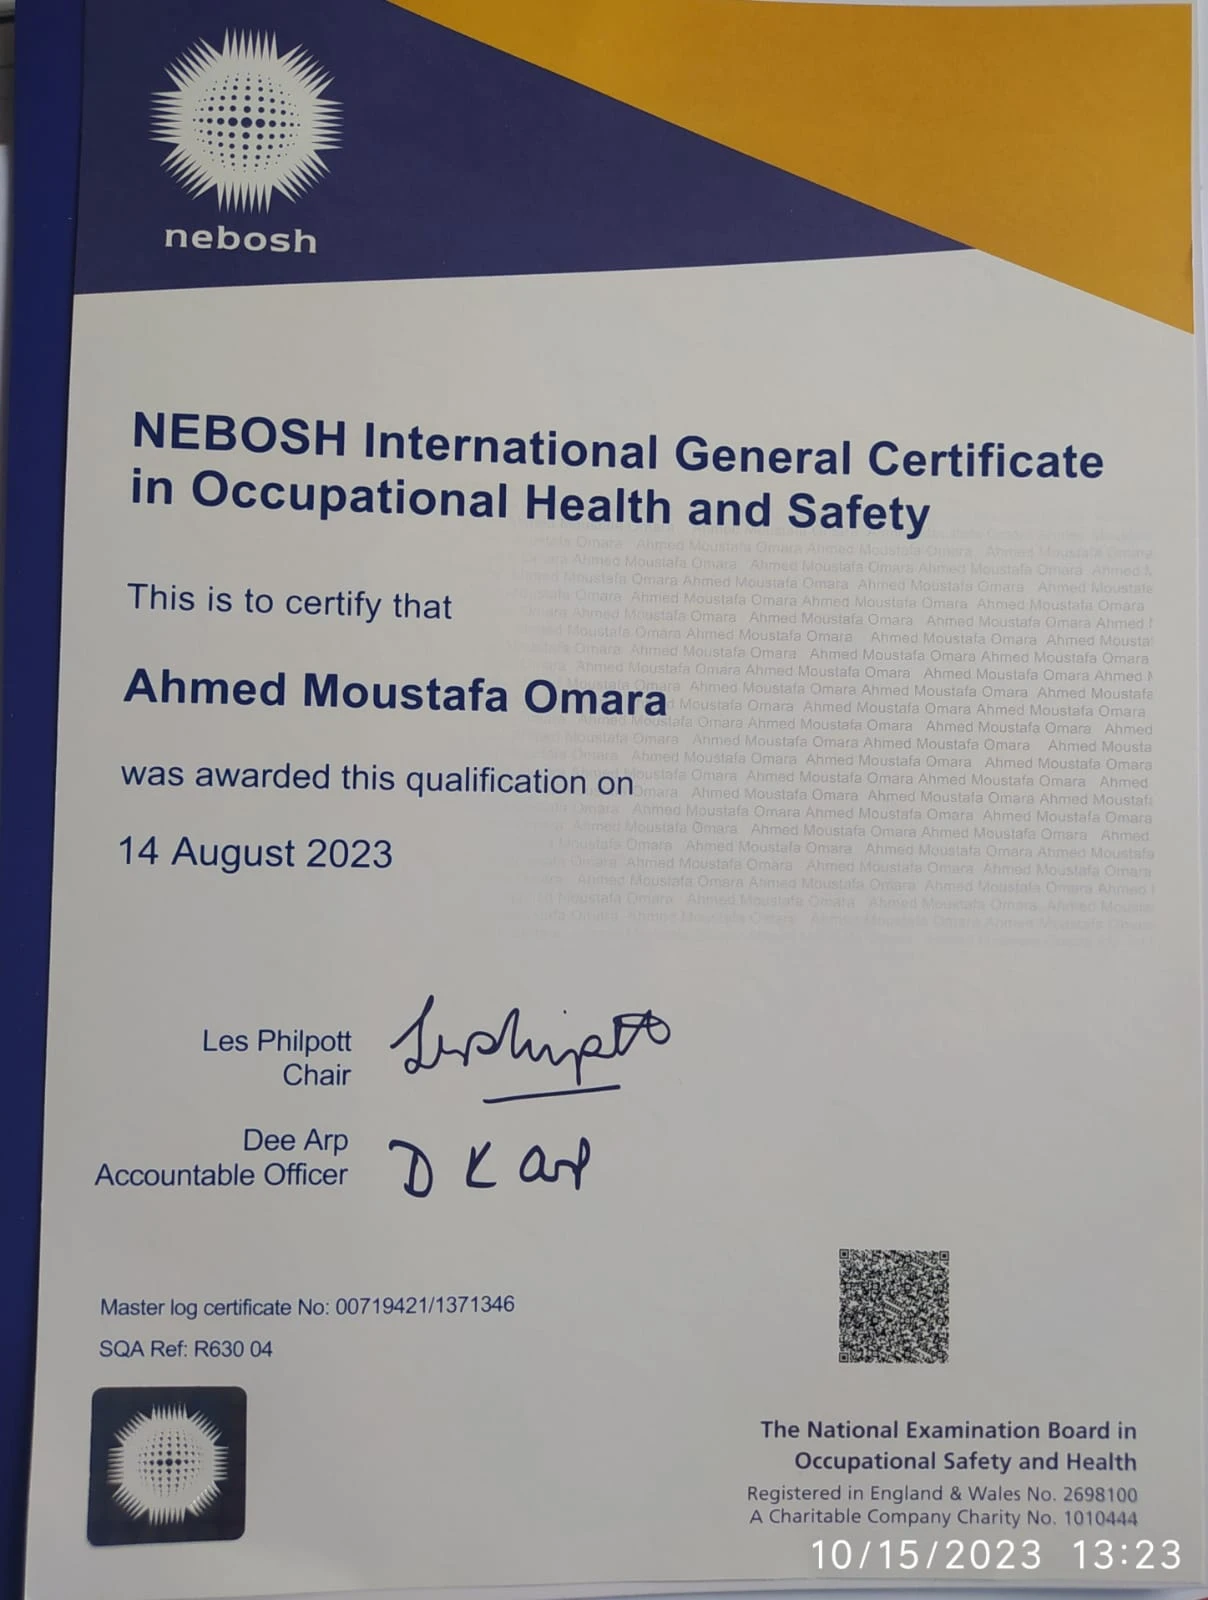 nebosh
NEBOSH International General Certificate
in Occupational Health and Safety
This is to certify that
Ahmed Moustafa Omara
was awarded this qualification on
14 August 2023
Les Philpott
Chair
Dee Arp
Accountable Officer
D K Arp
Master log certificate No: 00719421/1371346
SQA Ref: R630 04
The National Examination Board in
Occupational Safety and Health
Registered in England & Wales No. 2698100
A Charitable Company Charity No. 1010444
10/15/2023 13:23